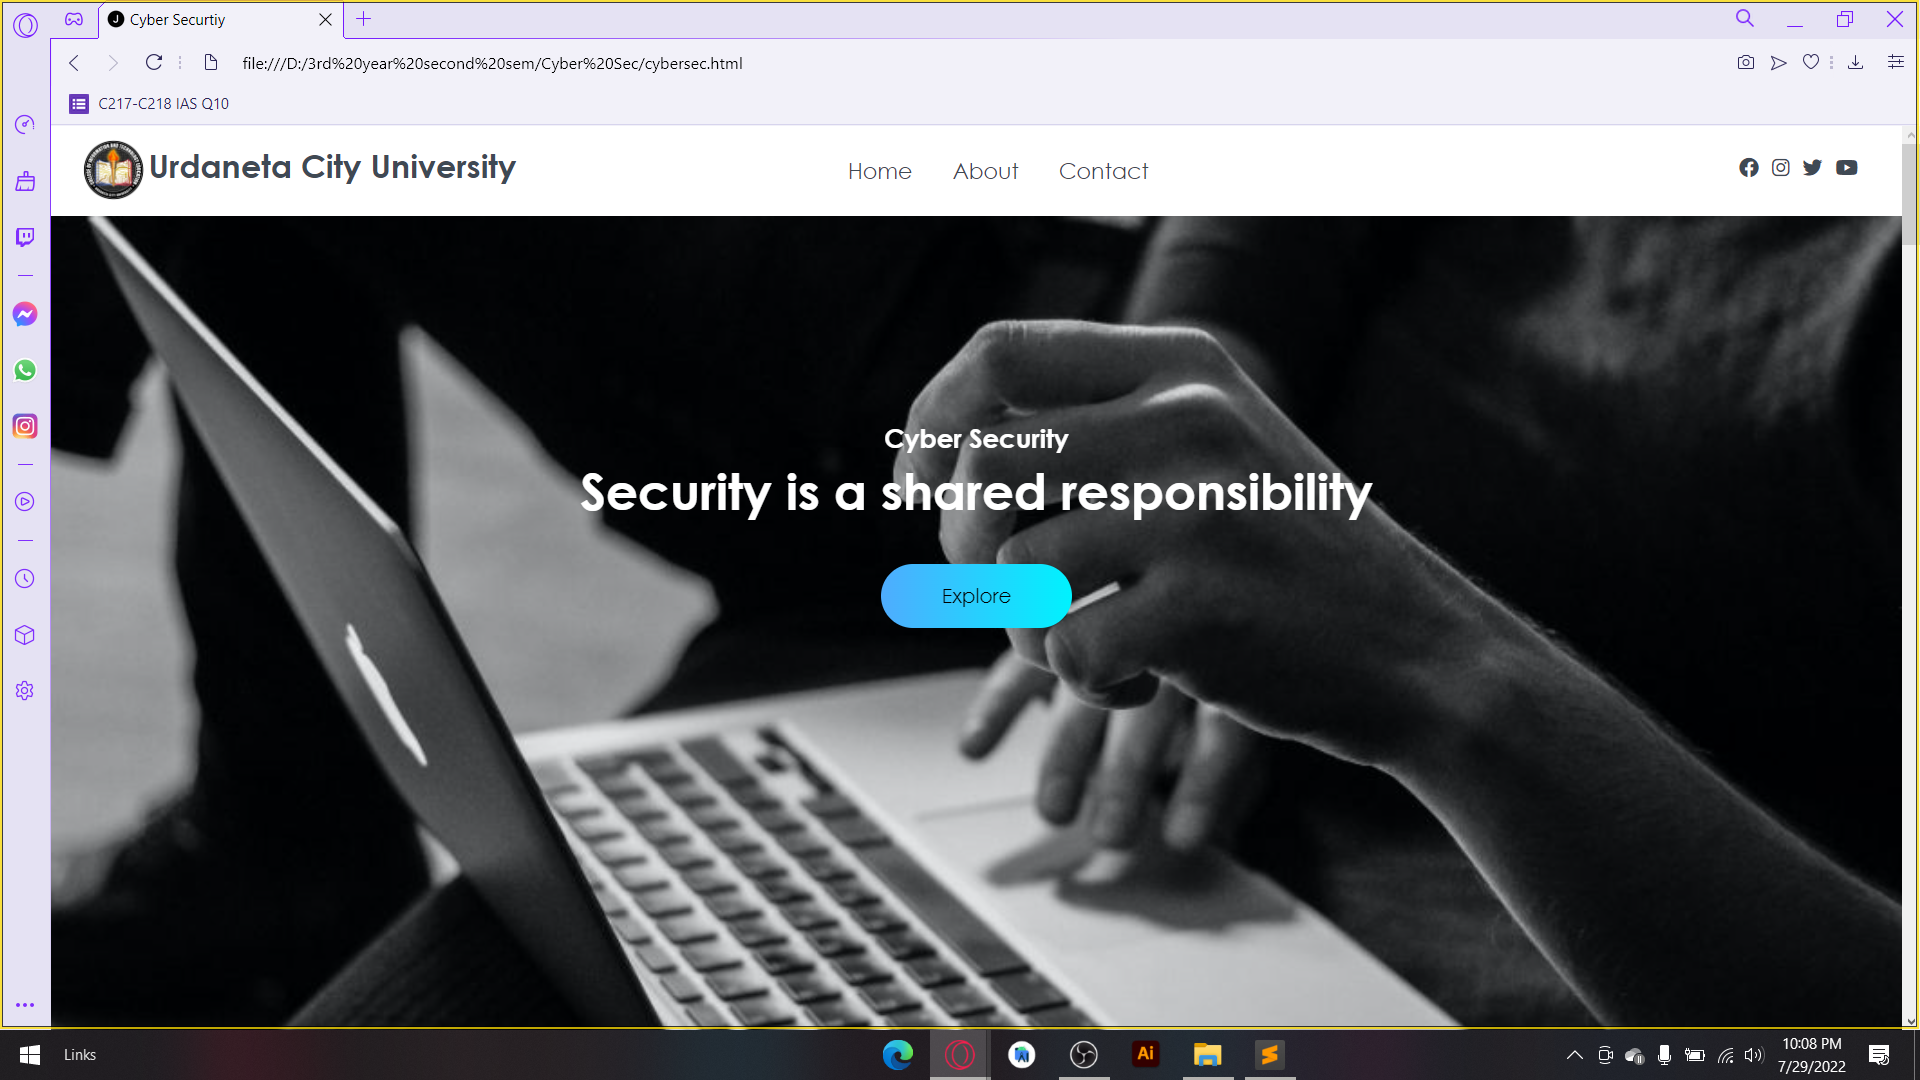 Cyber Securtiy
file:///D:/3rd%20year%20second%20sem/Cyber%20Sec/cybersec.html
C217-C218 IAS Q10
Urdaneta City University
Home About Contact
Cyber Security
Security is a shared responsibility
Explore
Links
Ai
10:08 PM
7/29/2022